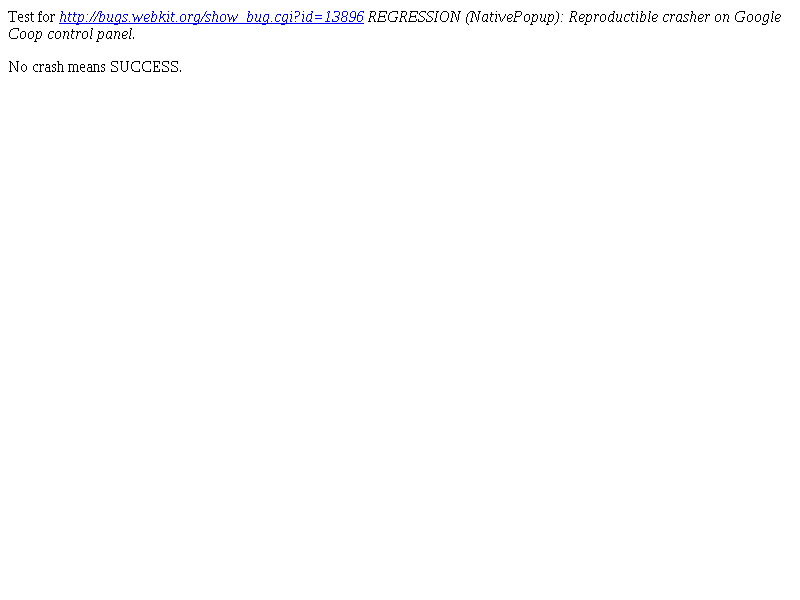 Test for http://bugs.webkit.org/show_bug.cgi?id=13896 REGRESSION (NativePopup): Reproductible crasher on Google
Coop control panel.
No crash means SUCCESS.